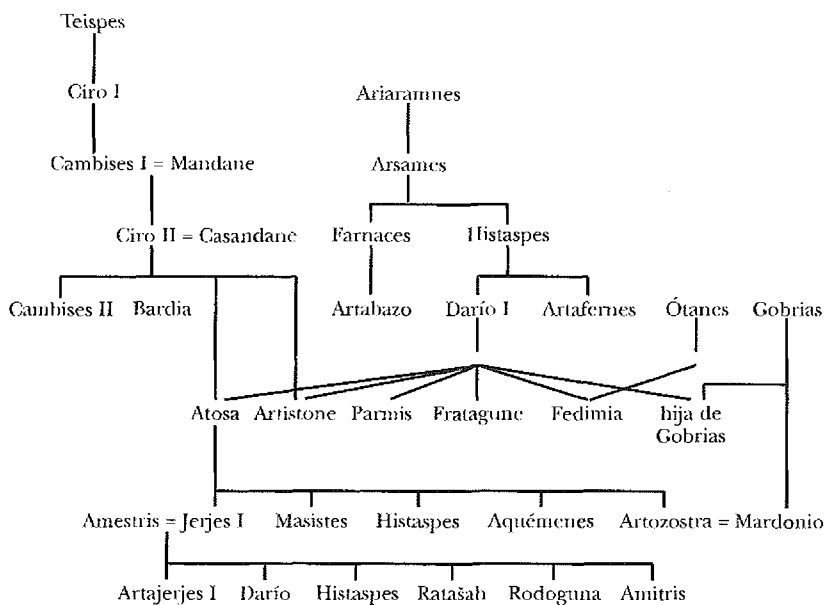 Teispes
Ciro I Ariaramnes
Cambises I = Mandane Arsames
Ciro II = Casandane Farnaces Histaspes
Cambises II Bardia Artabazo Darío I Artafernes Ótanes Gobrias
Atosa Artistone Parmis Fratagune Fedimia hija de
Gobrias
Amestris = Jerjes I Masistes Histaspes Aquémenes Artozostra = Mardonio
Artajerjes I Darío Histaspes Ratašah Rodoguna Amitris